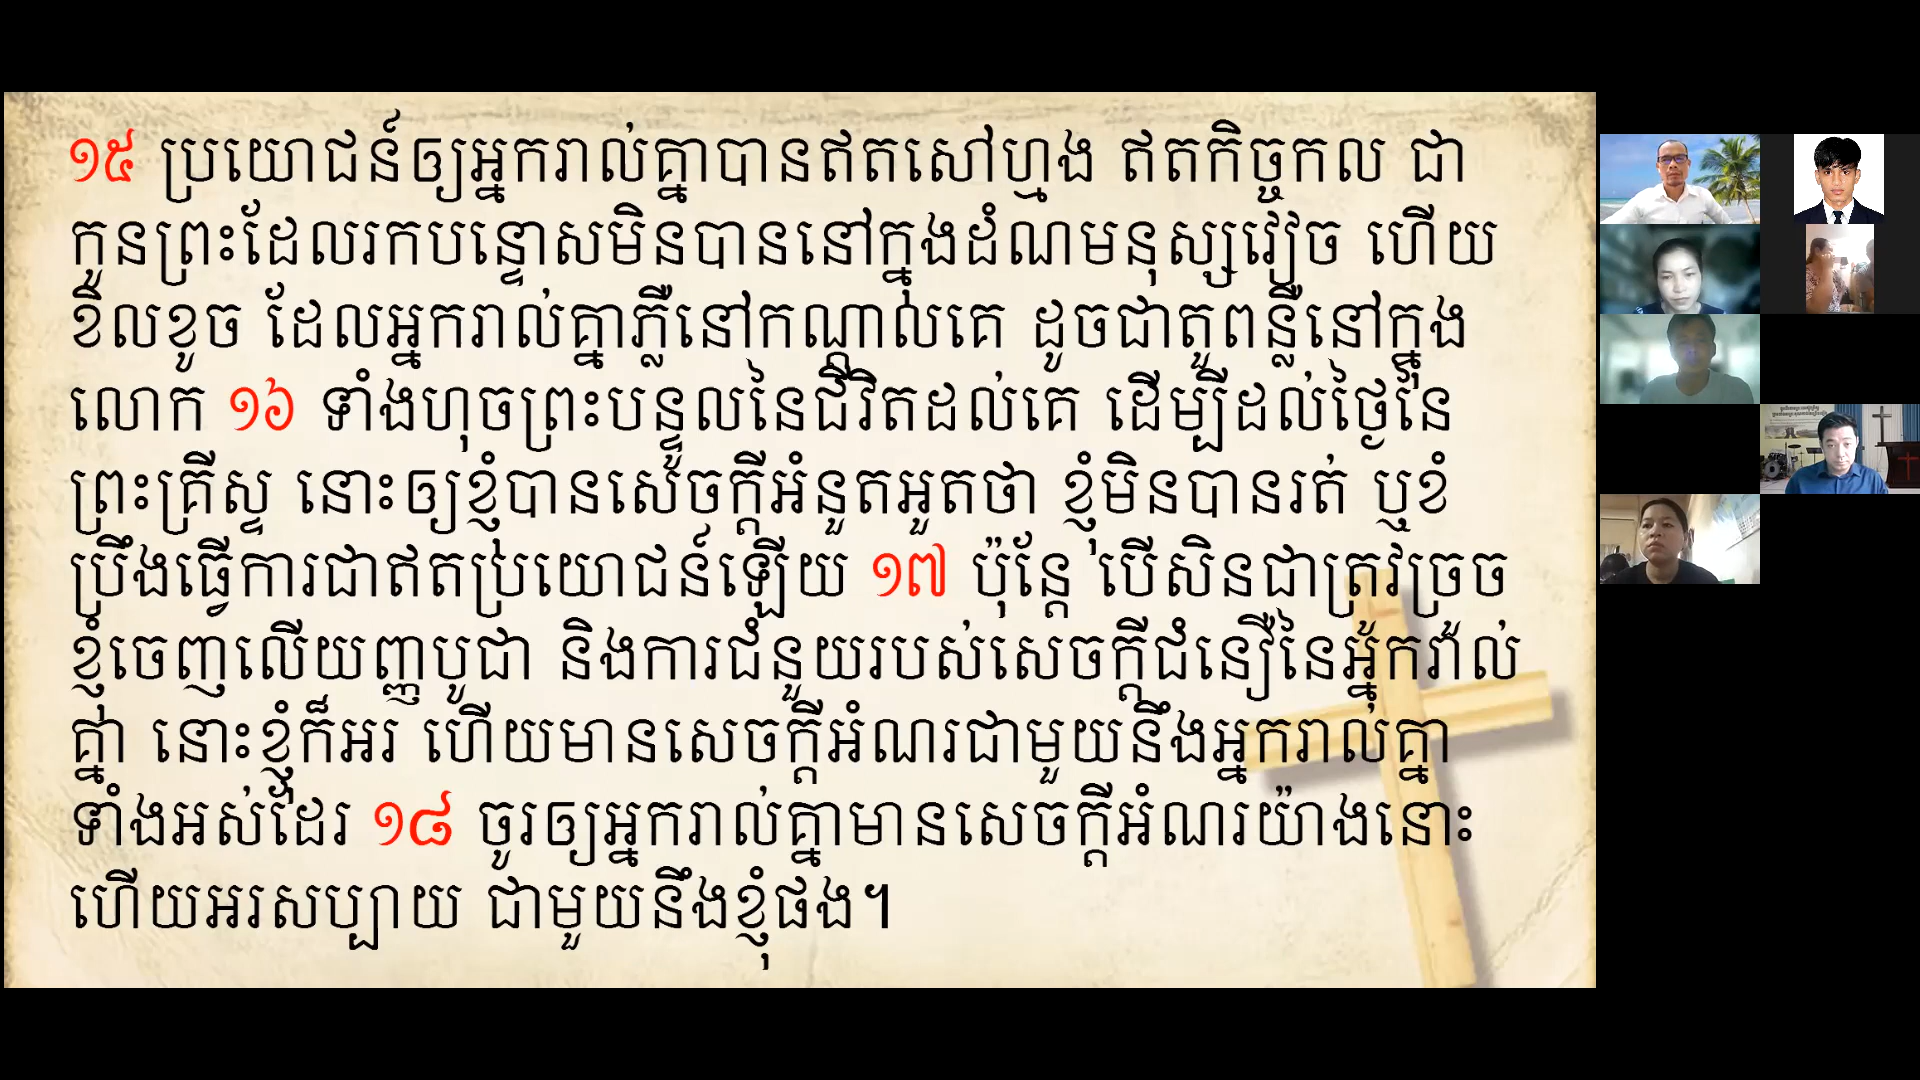 ១៥ ប្រយោជន៍ឲ្យអ្នករាល់គ្នាបានឥតសៅហ្មង ឥតកិច្ចកល ជា
កូនព្រះដែលរកបន្ទោសមិនបាននៅក្នុងដំណមនុស្សវៀច ហើយ
ខិលខូច ដែលអ្នករាល់គ្នាភ្លឺនៅកណ្តាលគេ ដូចជាតួពន្លឺនៅក្នុង
លោក ១៦ ទាំងហុចព្រះបន្ទូលនៃជីវិតដល់គេ ដើម្បីដល់ថ្ងៃនៃ
ព្រះគ្រីស្ទ នោះឲ្យខ្ញុំបានសេចក្តីអំនួតអួតថា ខ្ញុំមិនបានរត់ ឬខំ
ប្រឹងធ្វើការជាឥតប្រយោជន៍ឡើយ ១៧ ប៉ុន្តែ បើសិនជាត្រូវច្រួច
ខ្ញុំចេញលើយញ្ញបូជា និងការជំនួយរបស់សេចក្តីជំនឿនៃអ្នករាល់
គ្នា នោះខ្ញុំក៏អរ ហើយមានសេចក្តីអំណរជាមួយនឹងអ្នករាល់គ្នា
ទាំងអស់ដែរ ១៨ ចូរឲ្យអ្នករាល់គ្នាមានសេចក្តីអំណរយ៉ាងនោះ
ហើយអរសប្បាយ ជាមួយនឹងខ្ញុំផង។